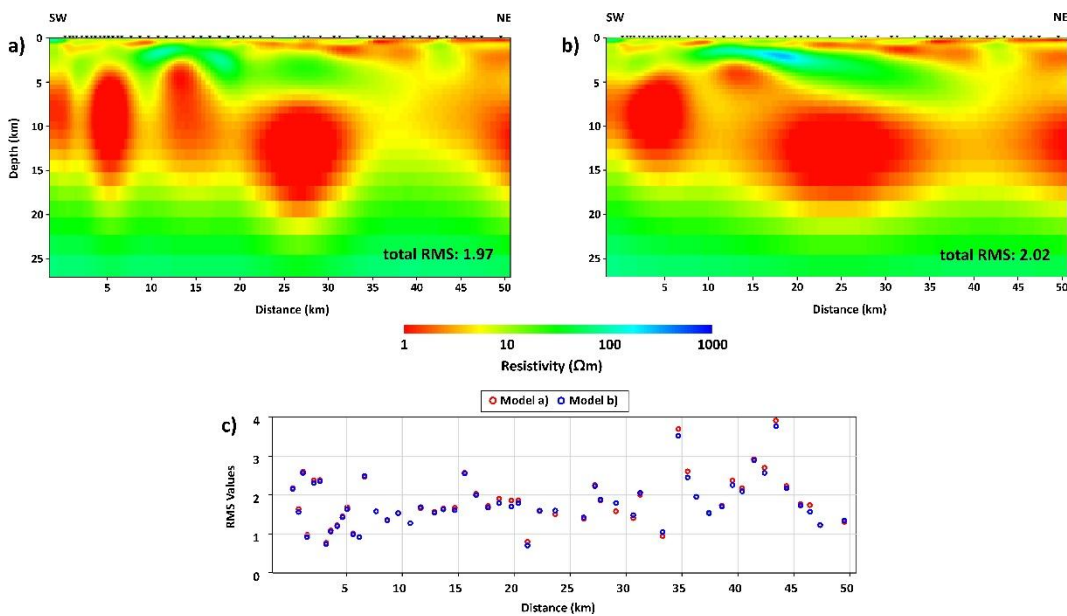 SW NE
a)
0
5
10
15
20
25
Depth (km)
total RMS: 1.97
5 10 15 20 25 30 35 40 45 50
Distance (km)
SW NE
b)
0
5
10
15
20
25
total RMS: 2.02
5 10 15 20 25 30 35 40 45 50
Distance (km)
1 10 100 1000
Resistivity (Ωm)
Model a) Model b)
c)
4
3
2
1
0
RMS Values
5 10 15 20 25 30 35 40 45 50
Distance (km)